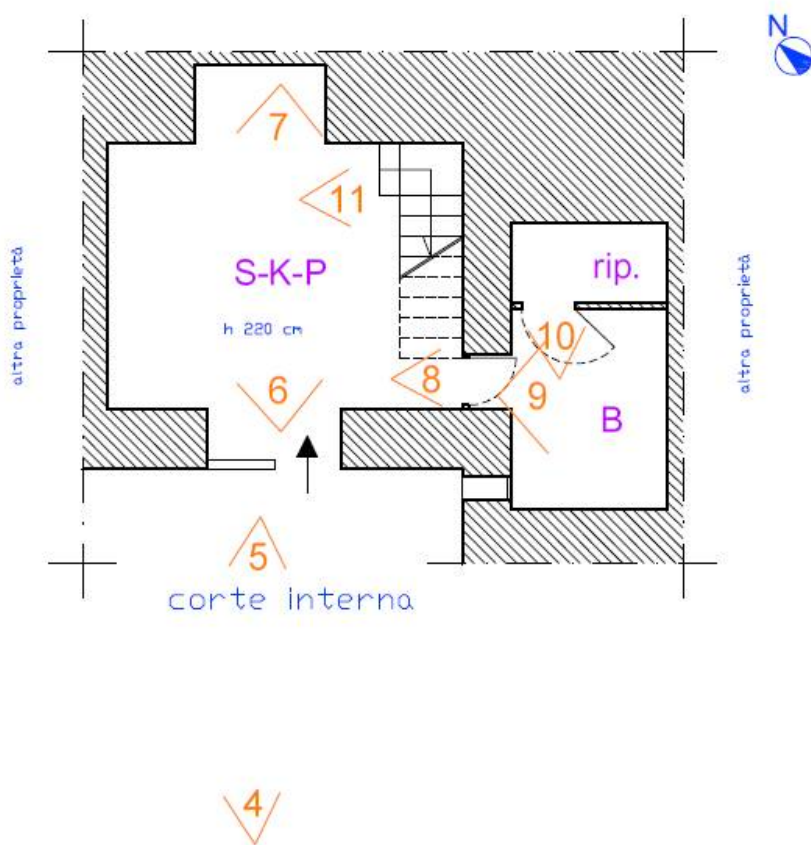 N
7
11
altra proprietà
S-K-P
rip.
altra proprietà
h 220 cm
10
6
8
9
B
5
corte interna
4